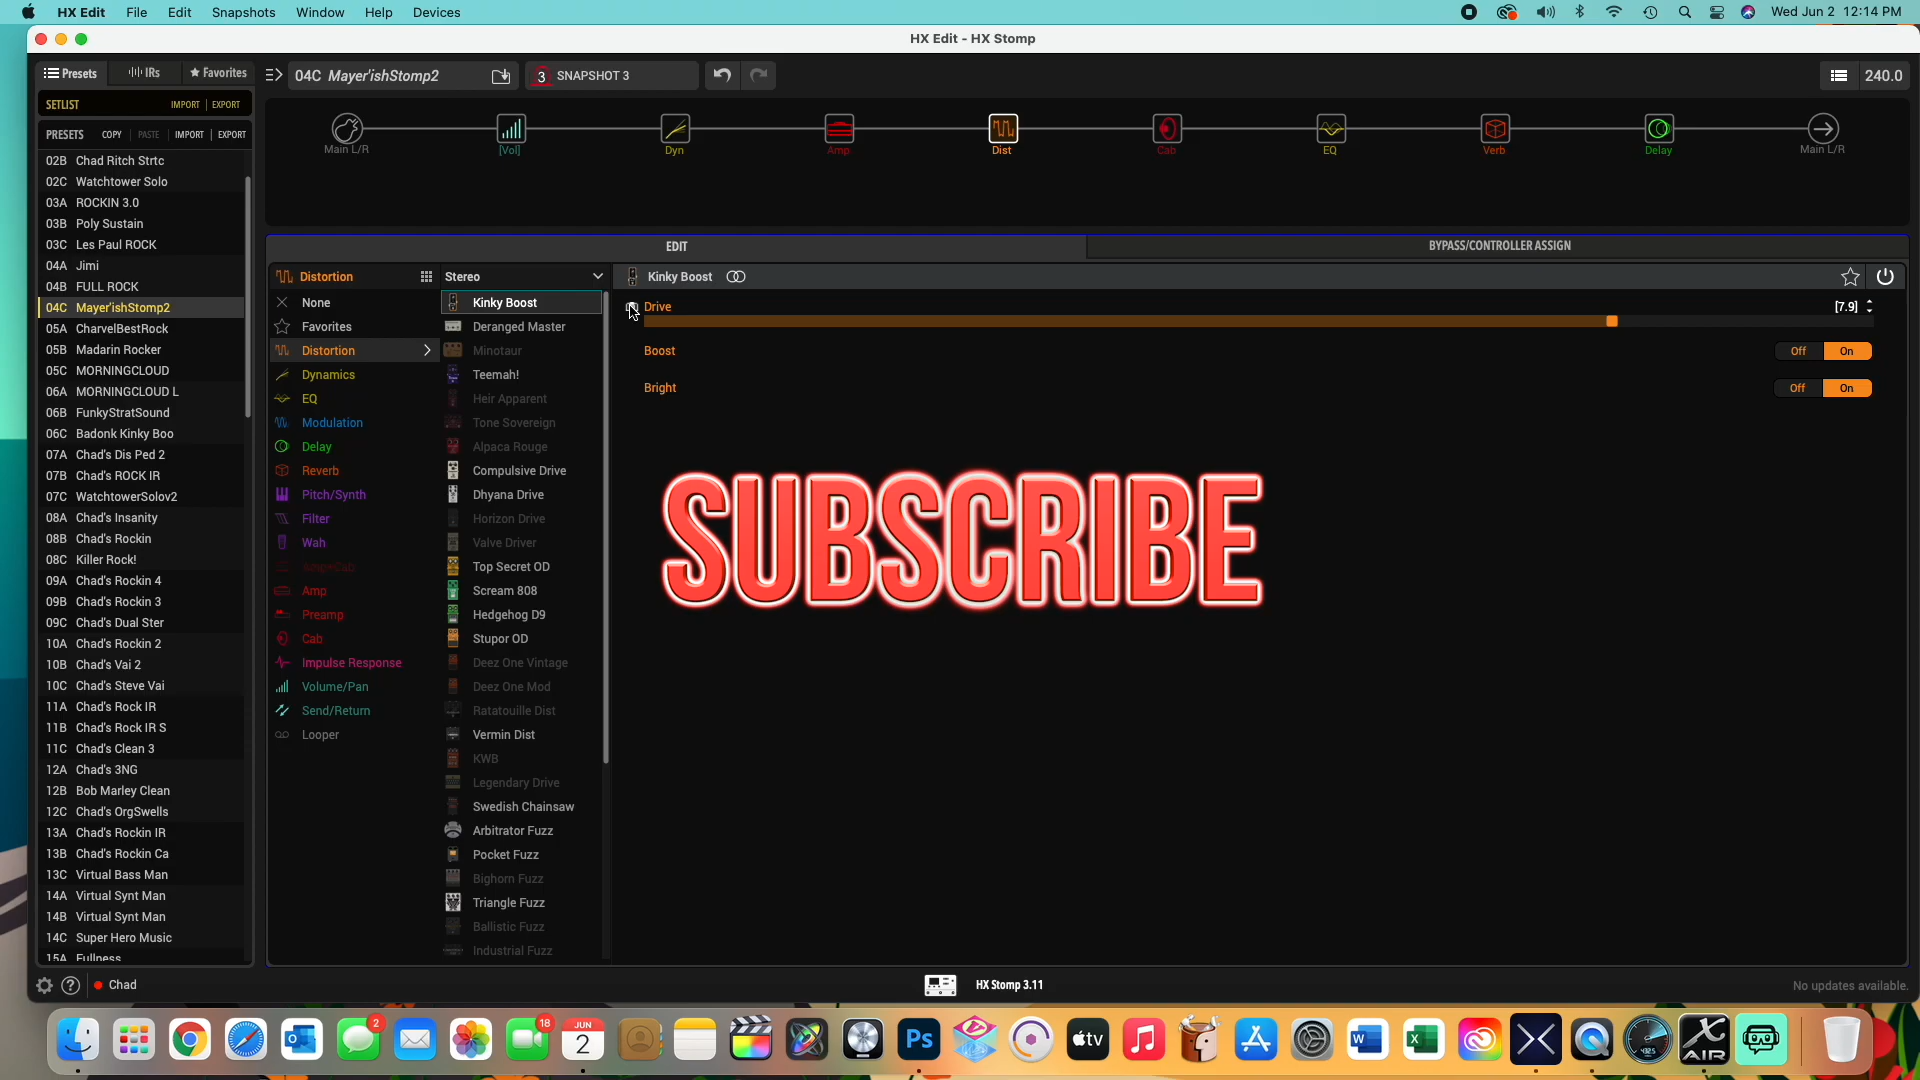 HX Edit File Edit Snapshots Window Help Devices
Wed Jun 2 12:14 PM
HX Edit - HX Stomp
Presets IRs Favorites
04C Mayer'ishStomp2
3 SNAPSHOT 3
240.0
SETLIST IMPORT EXPORT
PRESETS COPY PASTE IMPORT EXPORT
Main L/R [Vol] Dyn Amp Dist Cab EQ Verb Delay Main L/R
02B Chad Ritch Strtc
02C Watchtower Solo
03A ROCKIN 3.0
03B Poly Sustain
03C Les Paul ROCK
04A Jimi
04B FULL ROCK
04C Mayer'ishStomp2
05A CharvelBestRock
05B Madarin Rocker
05C MORNINGCLOUD
06A MORNINGCLOUD L
06B FunkyStratSound
06C Badonk Kinky Boo
07A Chad's Dis Ped 2
07B Chad's ROCK IR
07C WatchtowerSolov2
08A Chad's Insanity
08B Chad's Rockin
08C Killer Rock!
09A Chad's Rockin 4
09B Chad's Rockin 3
09C Chad's Dual Ster
10A Chad's Rockin 2
10B Chad's Vai 2
10C Chad's Steve Vai
11A Chad's Rock IR
11B Chad's Rock IR S
11C Chad's Clean 3
12A Chad's 3NG
12B Bob Marley Clean
12C Chad's OrgSwells
13A Chad's Rockin IR
13B Chad's Rockin Ca
13C Virtual Bass Man
14A Virtual Synt Man
14B Virtual Synt Man
14C Super Hero Music
15A Fullness
EDIT
BYPASS/CONTROLLER ASSIGN
Distortion
None
Favorites
Distortion
Dynamics
EQ
Modulation
Delay
Reverb
Pitch/Synth
Filter
Wah
Amp+Cab
Amp
Preamp
Cab
Impulse Response
Volume/Pan
Send/Return
Looper
Stereo
Kinky Boost
Deranged Master
Minotaur
Teemah!
Heir Apparent
Tone Sovereign
Alpaca Rouge
Compulsive Drive
Dhyana Drive
Horizon Drive
Valve Driver
Top Secret OD
Scream 808
Hedgehog D9
Stupor OD
Deez One Vintage
Deez One Mod
Ratatouille Dist
Vermin Dist
KWB
Legendary Drive
Swedish Chainsaw
Arbitrator Fuzz
Pocket Fuzz
Bighorn Fuzz
Triangle Fuzz
Ballistic Fuzz
Industrial Fuzz
Kinky Boost
Drive [7.9]
Boost Off On
Bright Off On
SUBSCRIBE
Chad
HX Stomp 3.11
No updates available.
2
18
JUN
2
Ps
tv
W
X
432.5
X
AIR